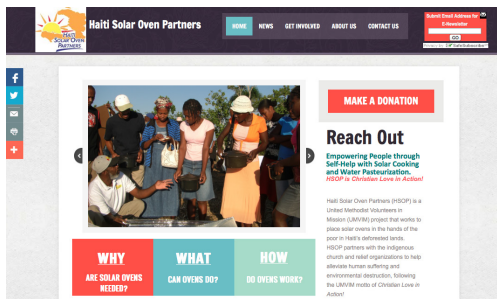 HAITI
SOLAR OVEN
PARTNERS
Haiti Solar Oven Partners
HOME NEWS GET INVOLVED ABOUT US CONTACT US
Submit Email Address for
E-Newsletter
GO
MAKE A DONATION
Reach Out
Empowering People through
Self-Help with Solar Cooking
and Water Pasteurization.
HSOP is Christian Love in Action!
Haiti Solar Oven Partners (HSOP) is a
United Methodist Volunteers in
Mission (UMVIM) project that works to
place solar ovens in the hands of the
poor in Haiti's deforested lands.
HSOP partners with the indigenous
church and relief organizations to help
alleviate human suffering and
environmental destruction, following
the UMVIM motto of Christian Love in
Action!
WHY
ARE SOLAR OVENS
NEEDED?
WHAT
CAN OVENS DO?
HOW
DO OVENS WORK?